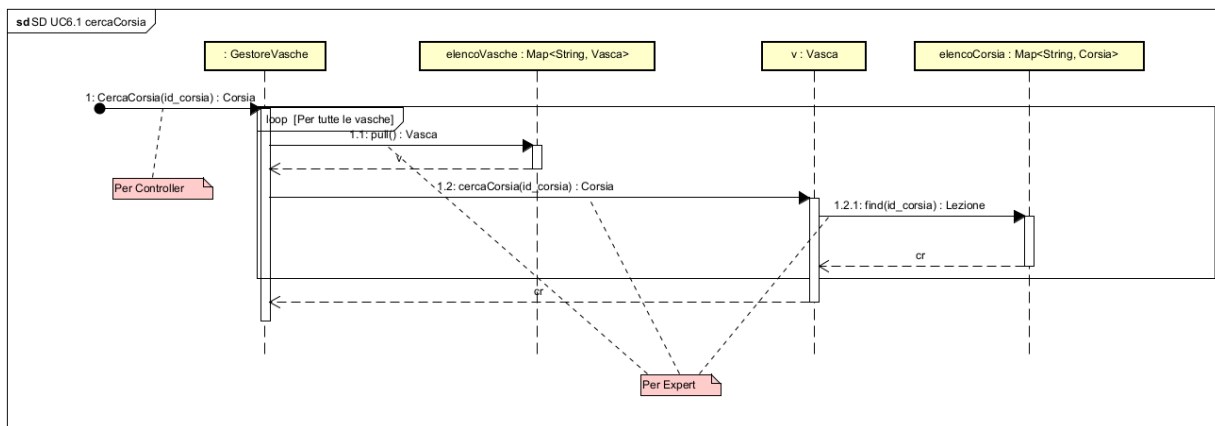 sd SD UC6.1 cercaCorsia
: GestoreVasche
elencoVasche : Map<String, Vasca>
v : Vasca
elencoCorsia : Map<String, Corsia>
1: CercaCorsia(id_corsia) : Corsia
loop [Per tutte le vasche]
1.1: pull() : Vasca
v
Per Controller
1.2: cercaCorsia(id_corsia) : Corsia
1.2.1: find(id_corsia) : Lezione
cr
cr
Per Expert